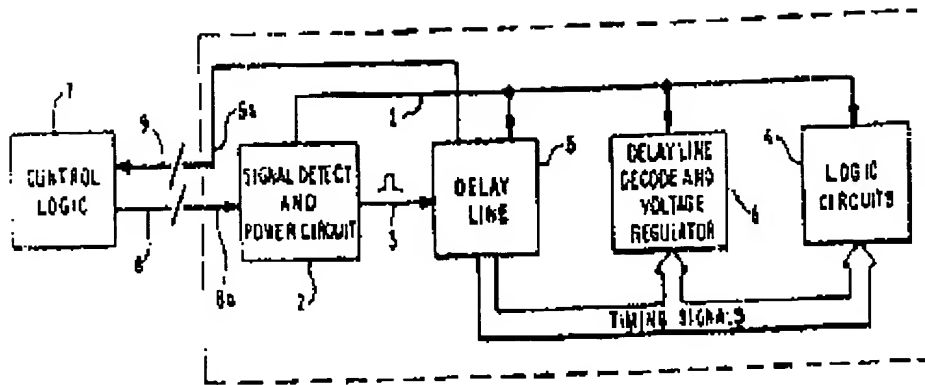 7
9
9a
1
5
4
CONTROL
LOGIC
SIGNAL DETECT
AND
POWER CIRCUIT
DELAY
LINE
DELAY LINE
DECODE AND
VOLTAGE
REGULATOR
6
LOGIC
CIRCUITS
3
8
8a
2
TIMING SIGNALS